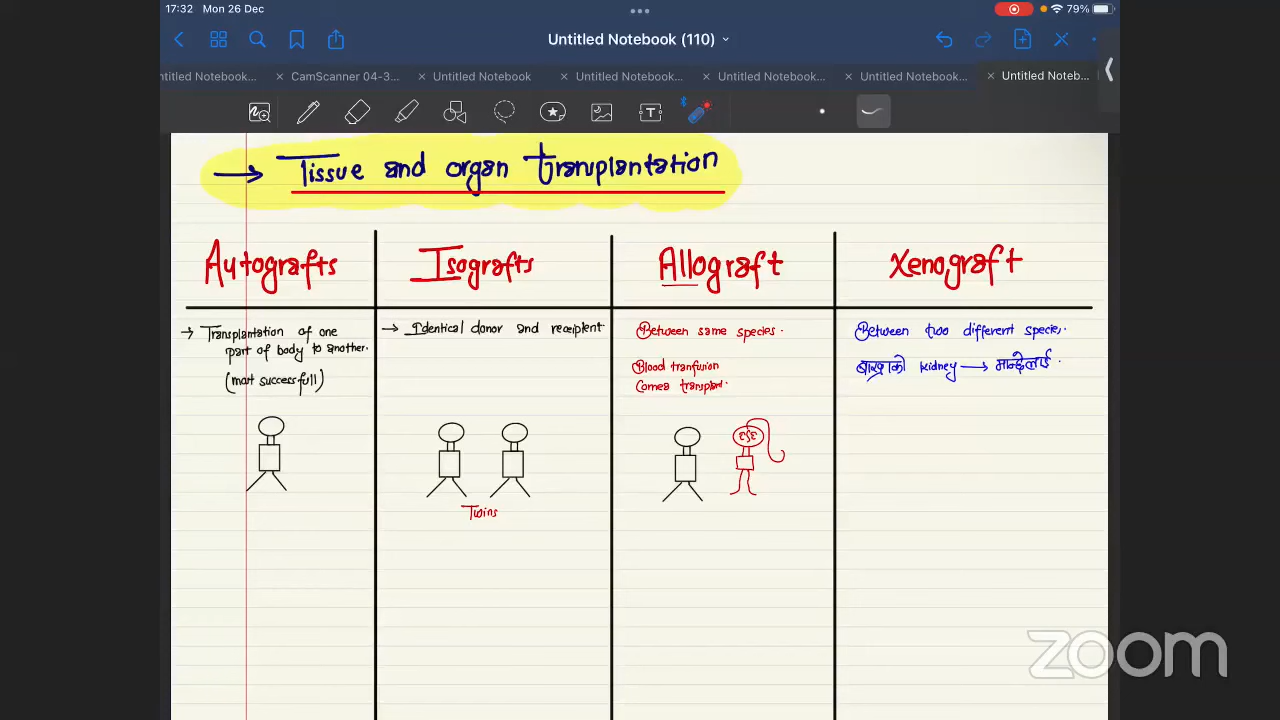 17:32 Mon 26 Dec
79%
Untitled Notebook (110)
ntitled Notebook...
CamScanner 04-3...
Untitled Notebook
Untitled Notebook...
Untitled Notebook...
Untitled Notebook...
Untitled Noteb...
→ Tissue and organ transplantation
Autografts
Isografts
Allograft
Xenograft
→ Transplantation of one
part of body to another.
(most successfull)
→ Identical donor and receipient.
Twins
Between same species.
Blood tranfusion
Cornea transplant.
Between two different species.
बाख्राको kidney → मान्छेलाई.
zoom